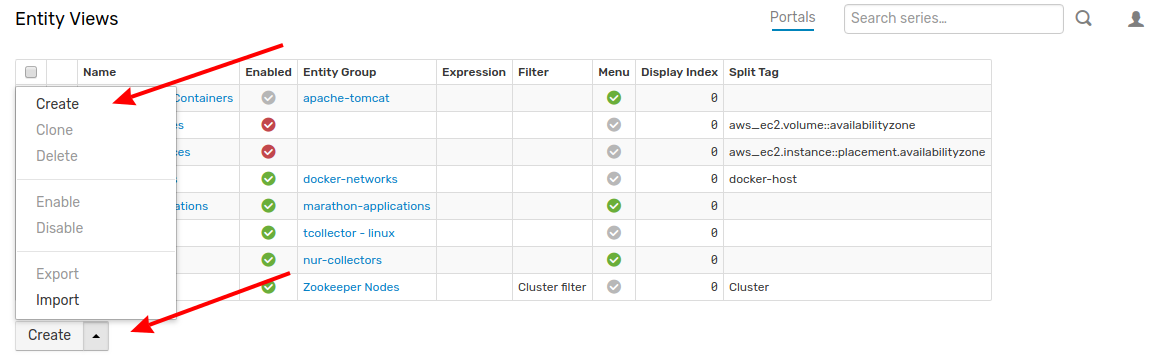 Entity Views
Portals
Search series…
Name Enabled Entity Group Expression Filter Menu Display Index Split Tag
Create
Containers apache-tomcat 0
Clone
es 0 aws_ec2.volume::availabilityzone
Delete
ces 0 aws_ec2.instance::placement.availabilityzone
docker-networks 0 docker-host
Enable
ations marathon-applications 0
Disable
tcollector - linux 0
nur-collectors 0
Export
Zookeeper Nodes Cluster filter 0 Cluster
Import
Create